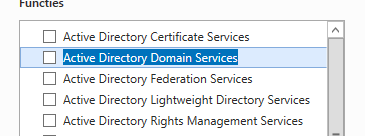 Functies
Active Directory Certificate Services
Active Directory Domain Services
Active Directory Federation Services
Active Directory Lightweight Directory Services
Active Directory Rights Management Services